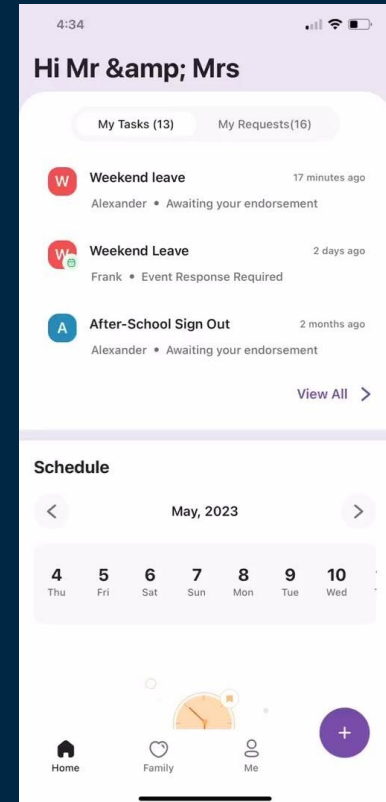 4:34
Hi Mr &amp; Mrs
My Tasks (13) My Requests(16)
W Weekend leave 17 minutes ago
Alexander • Awaiting your endorsement
W Weekend Leave 2 days ago
Frank • Event Response Required
A After-School Sign Out 2 months ago
Alexander • Awaiting your endorsement
View All >
Schedule
< May, 2023 >
4 5 6 7 8 9 10
Thu Fri Sat Sun Mon Tue Wed
+
Home Family Me